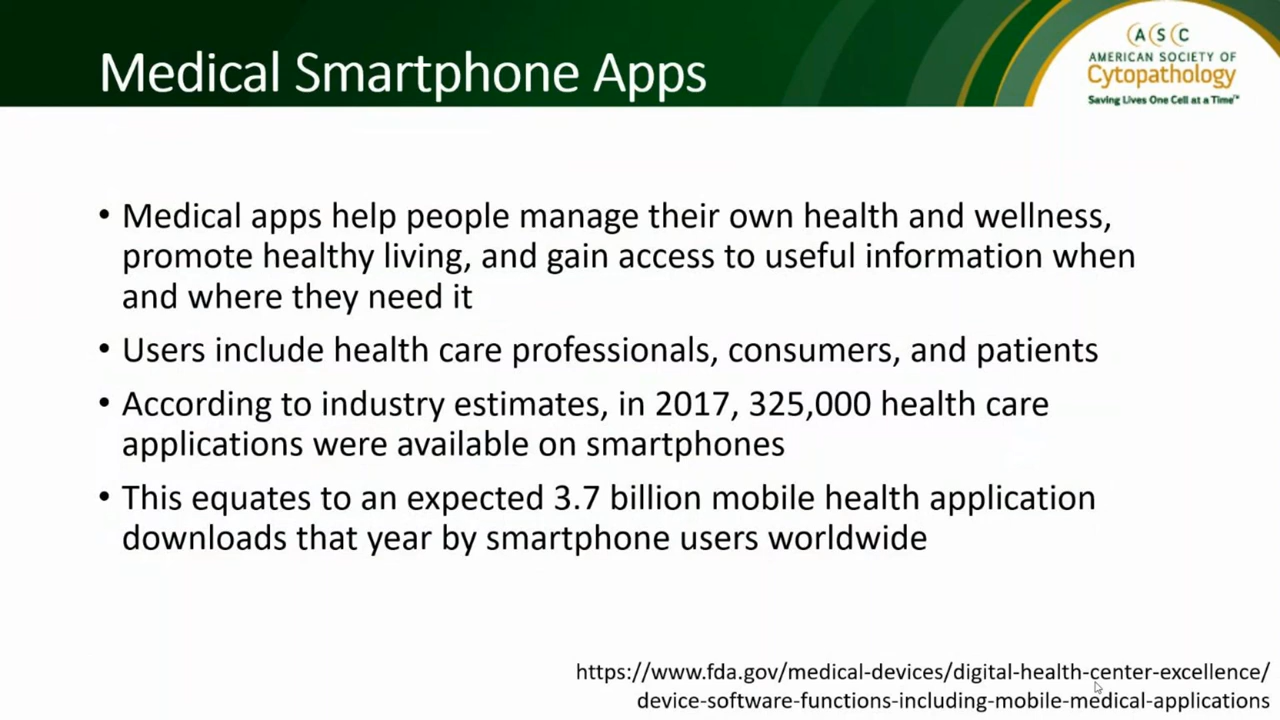 Medical Smartphone Apps
A S C
AMERICAN SOCIETY OF
Cytopathology
Saving Lives One Cell at a Time™
• Medical apps help people manage their own health and wellness,
promote healthy living, and gain access to useful information when
and where they need it
• Users include health care professionals, consumers, and patients
• According to industry estimates, in 2017, 325,000 health care
applications were available on smartphones
• This equates to an expected 3.7 billion mobile health application
downloads that year by smartphone users worldwide
https://www.fda.gov/medical-devices/digital-health-center-excellence/
device-software-functions-including-mobile-medical-applications